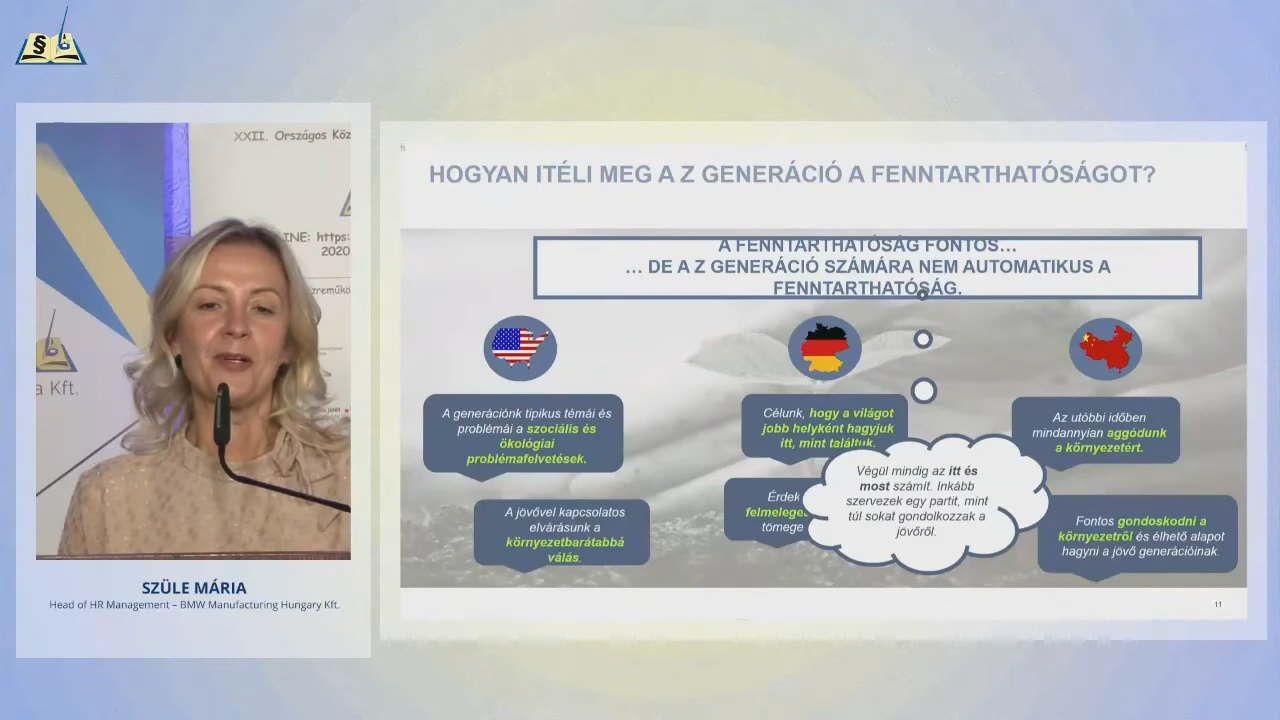 §
XXII. Országos Köz
INE: https:
2020
zreműkö
a Kft.
SZÜLE MÁRIA
Head of HR Management – BMW Manufacturing Hungary Kft.
HOGYAN ITÉLI MEG A Z GENERÁCIÓ A FENNTARTHATÓSÁGOT?
A FENNTARTHATÓSÁG FONTOS…
… DE A Z GENERÁCIÓ SZÁMÁRA NEM AUTOMATIKUS A
FENNTARTHATÓSÁG.
A generációnk tipikus témái és
problémái a szociális és
ökológiai
problémafelvetések.
A jövővel kapcsolatos
elvárásunk a
környezetbarátabbá
válás.
Célunk, hogy a világot
jobb helyként hagyjuk
itt, mint találtuk.
Érdek
felmelege
tömege
Végül mindig az itt és
most számít. Inkább
szervezek egy partit, mint
túl sokat gondolkozzak a
jövőről.
Az utóbbi időben
mindannyian aggódunk
a környezetért.
Fontos gondoskodni a
környezetről és élhető alapot
hagyni a jövő generációinak.
11